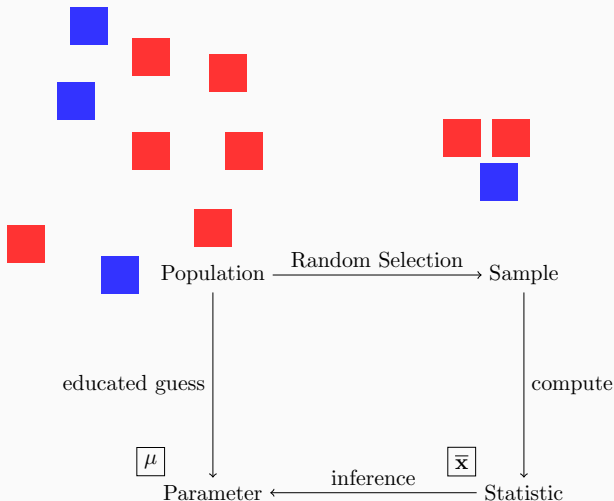 Population
Random Selection
Sample
educated guess
compute
μ
x̅
inference
Parameter
Statistic